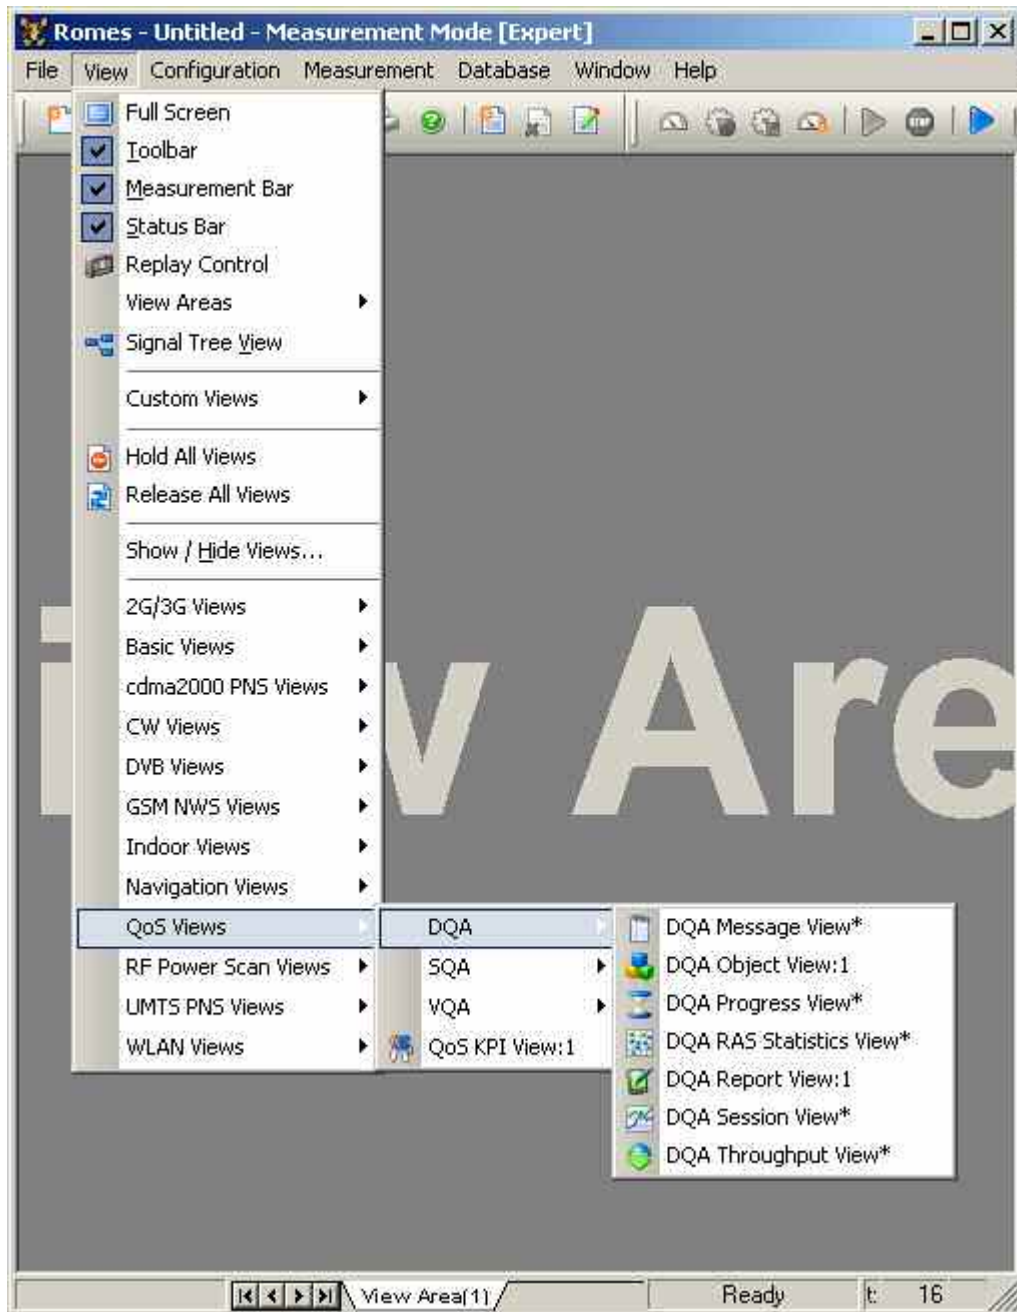 Romes - Untitled - Measurement Mode [Expert]
File View Configuration Measurement Database Window Help
Full Screen
Toolbar
Measurement Bar
Status Bar
Replay Control
View Areas
Signal Tree View
Custom Views
Hold All Views
Release All Views
Show / Hide Views...
2G/3G Views
Basic Views
cdma2000 PNS Views
CW Views
DVB Views
GSM NWS Views
Indoor Views
Navigation Views
QoS Views
RF Power Scan Views
UMTS PNS Views
WLAN Views
DQA
SQA
VQA
QoS KPI View:1
DQA Message View*
DQA Object View:1
DQA Progress View*
DQA RAS Statistics View*
DQA Report View:1
DQA Session View*
DQA Throughput View*
w Are
View Area(1)
Ready t: 16